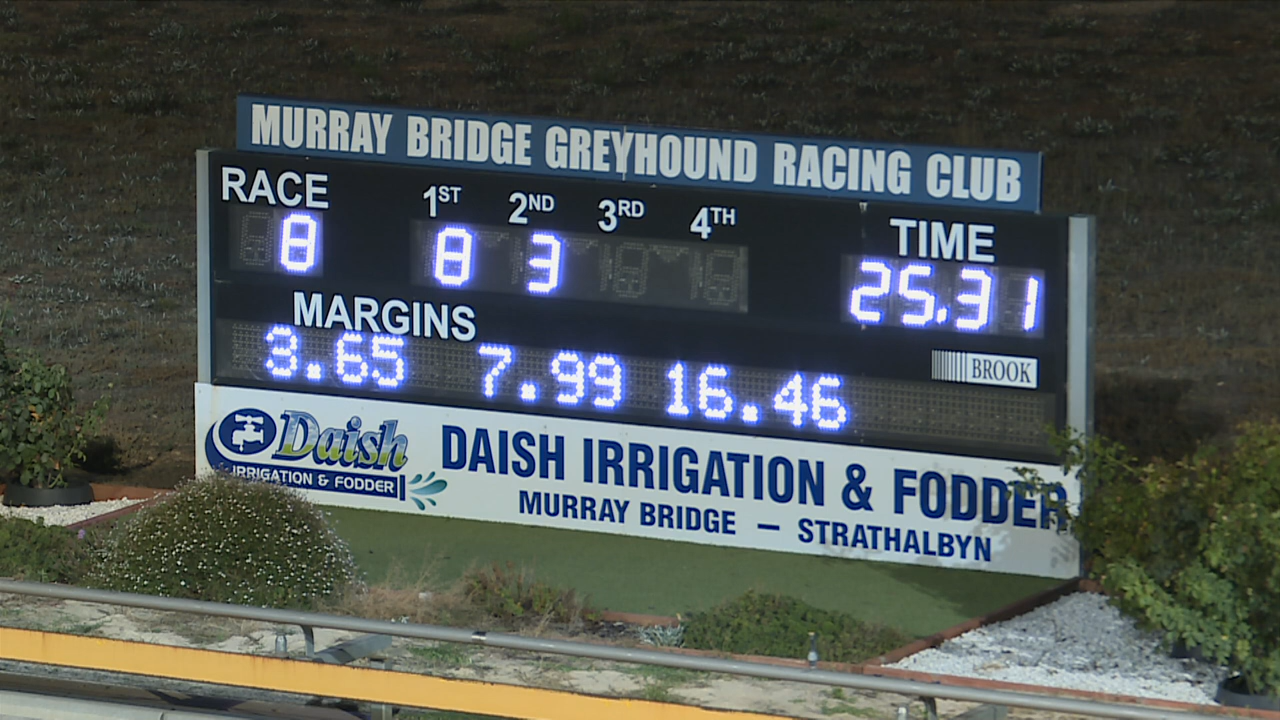 MURRAY BRIDGE GREYHOUND RACING CLUB
RACE 1ST 2ND 3RD 4TH TIME
8 8 3 25.31
MARGINS
3.65 7.99 16.46
BROOK
Daish
IRRIGATION & FODDER
DAISH IRRIGATION & FODDER
MURRAY BRIDGE – STRATHALBYN